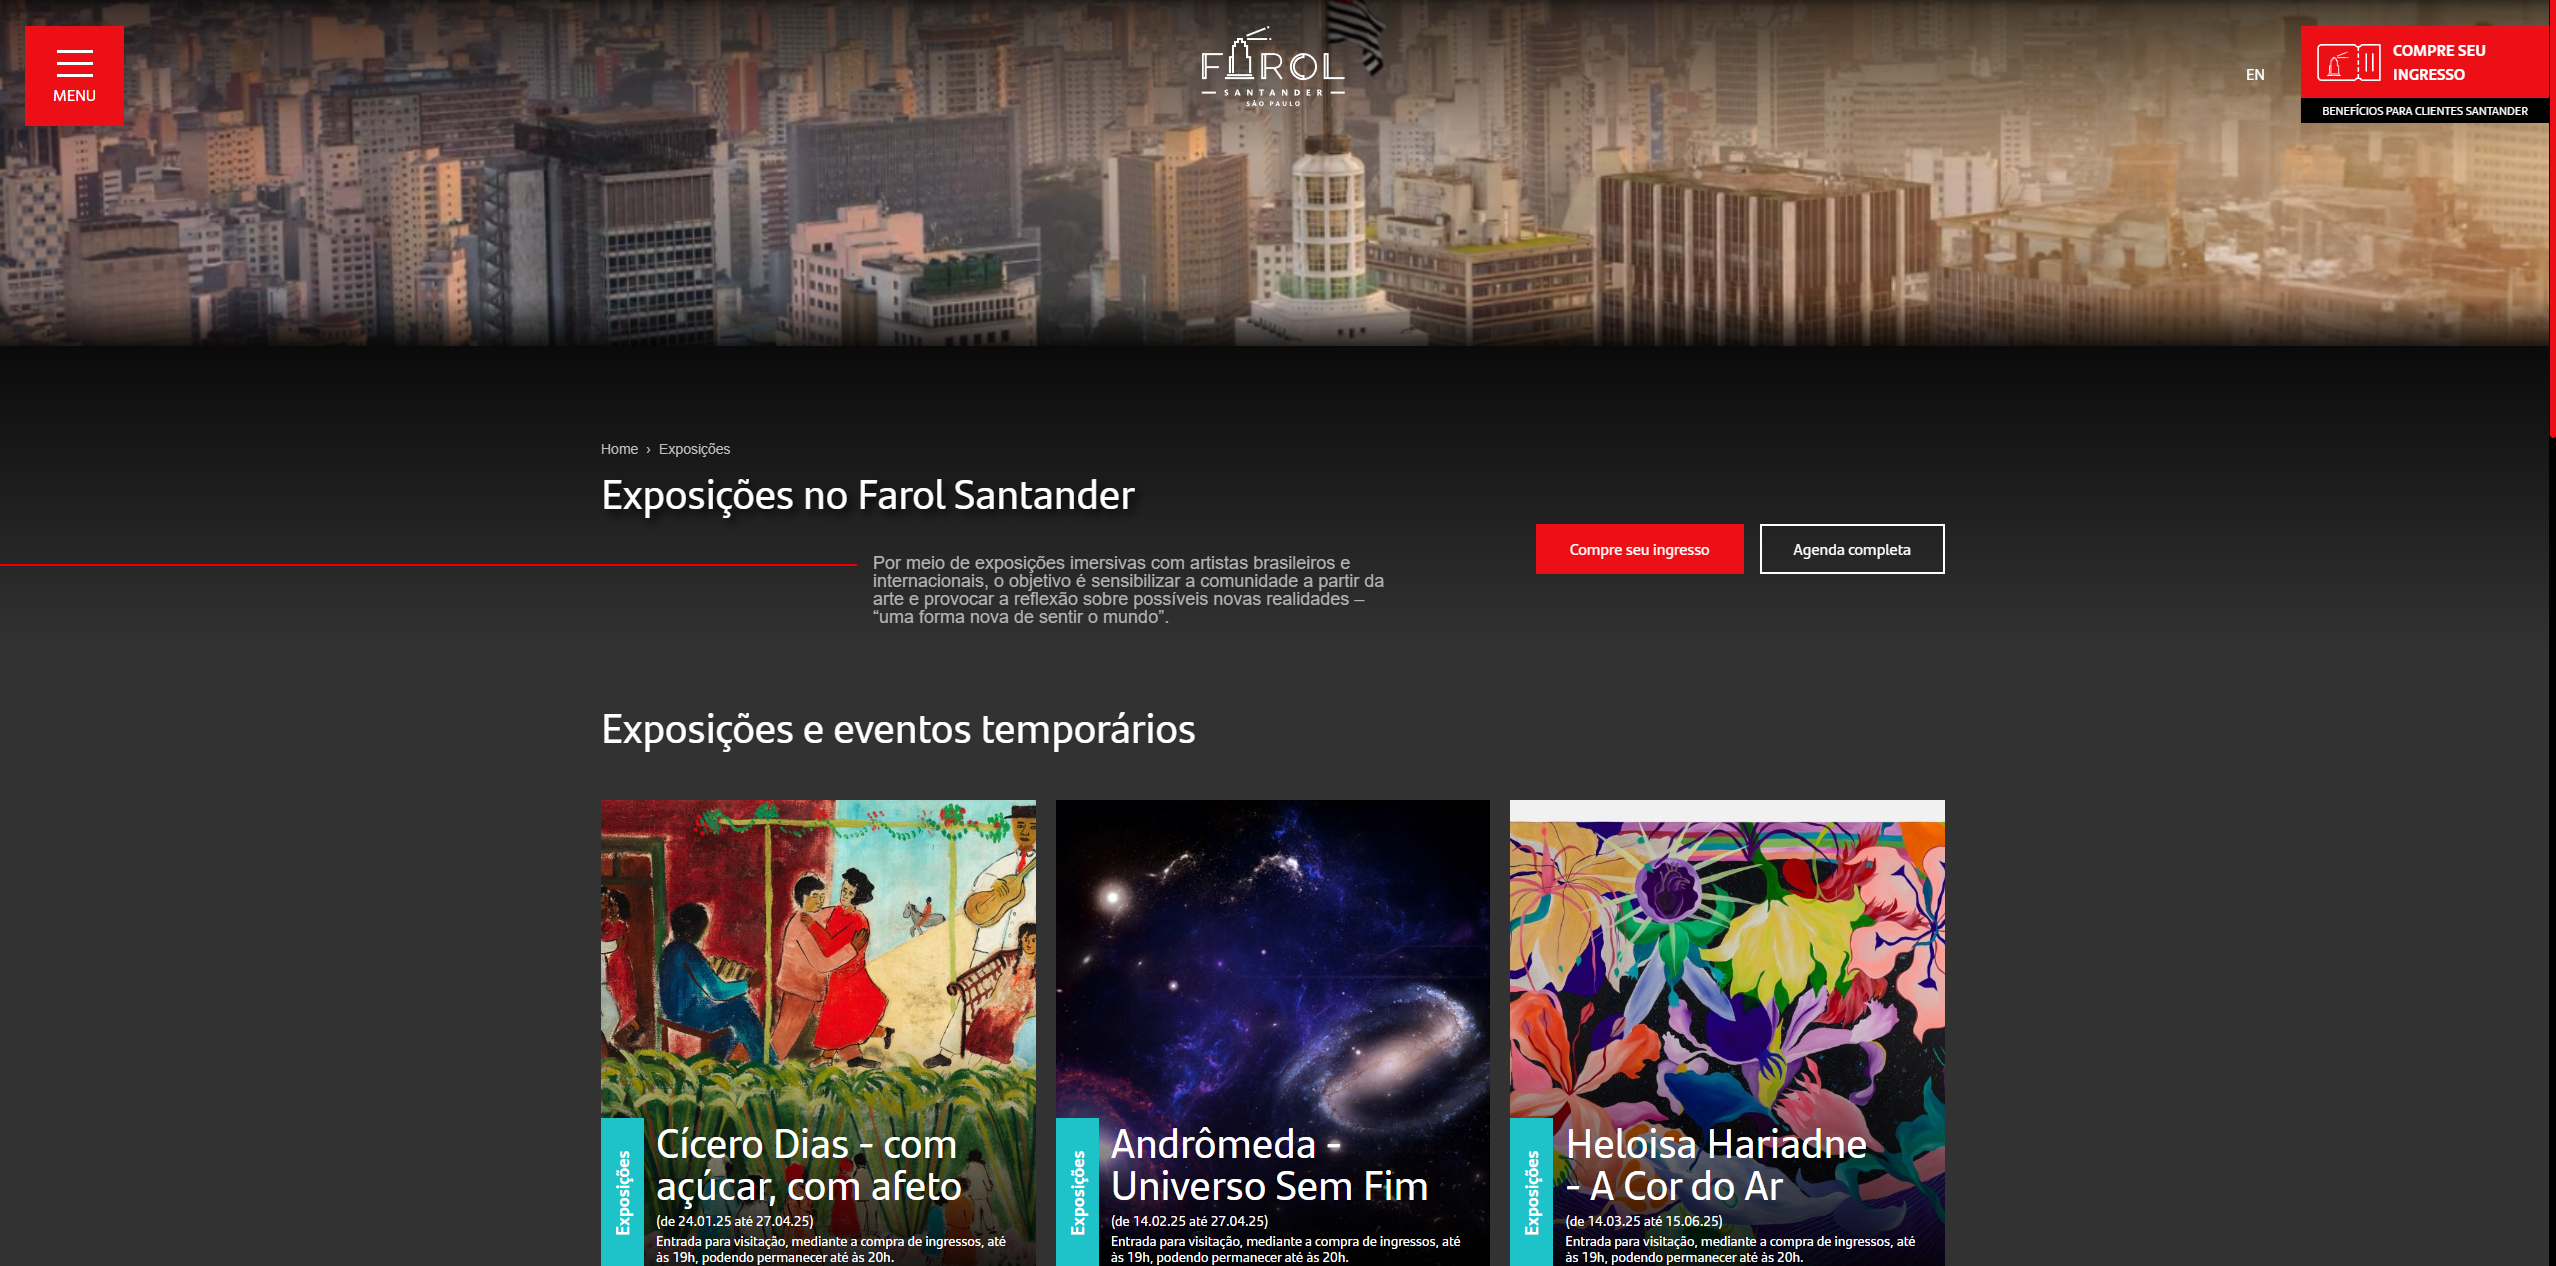 MENU
FAROL
SANTANDER
SÃO PAULO
EN
COMPRE SEU
INGRESSO
BENEFÍCIOS PARA CLIENTES SANTANDER
Home › Exposições
Exposições no Farol Santander
Por meio de exposições imersivas com artistas brasileiros e
internacionais, o objetivo é sensibilizar a comunidade a partir da
arte e provocar a reflexão sobre possíveis novas realidades –
“uma forma nova de sentir o mundo”.
Compre seu ingresso
Agenda completa
Exposições e eventos temporários
Exposições
Cícero Dias - com
açúcar, com afeto
(de 24.01.25 até 27.04.25)
Entrada para visitação, mediante a compra de ingressos, até
às 19h, podendo permanecer até às 20h.
Exposições
Andrômeda -
Universo Sem Fim
(de 14.02.25 até 27.04.25)
Entrada para visitação, mediante a compra de ingressos, até
às 19h, podendo permanecer até às 20h.
Exposições
Heloisa Hariadne
- A Cor do Ar
(de 14.03.25 até 15.06.25)
Entrada para visitação, mediante a compra de ingressos, até
às 19h, podendo permanecer até às 20h.